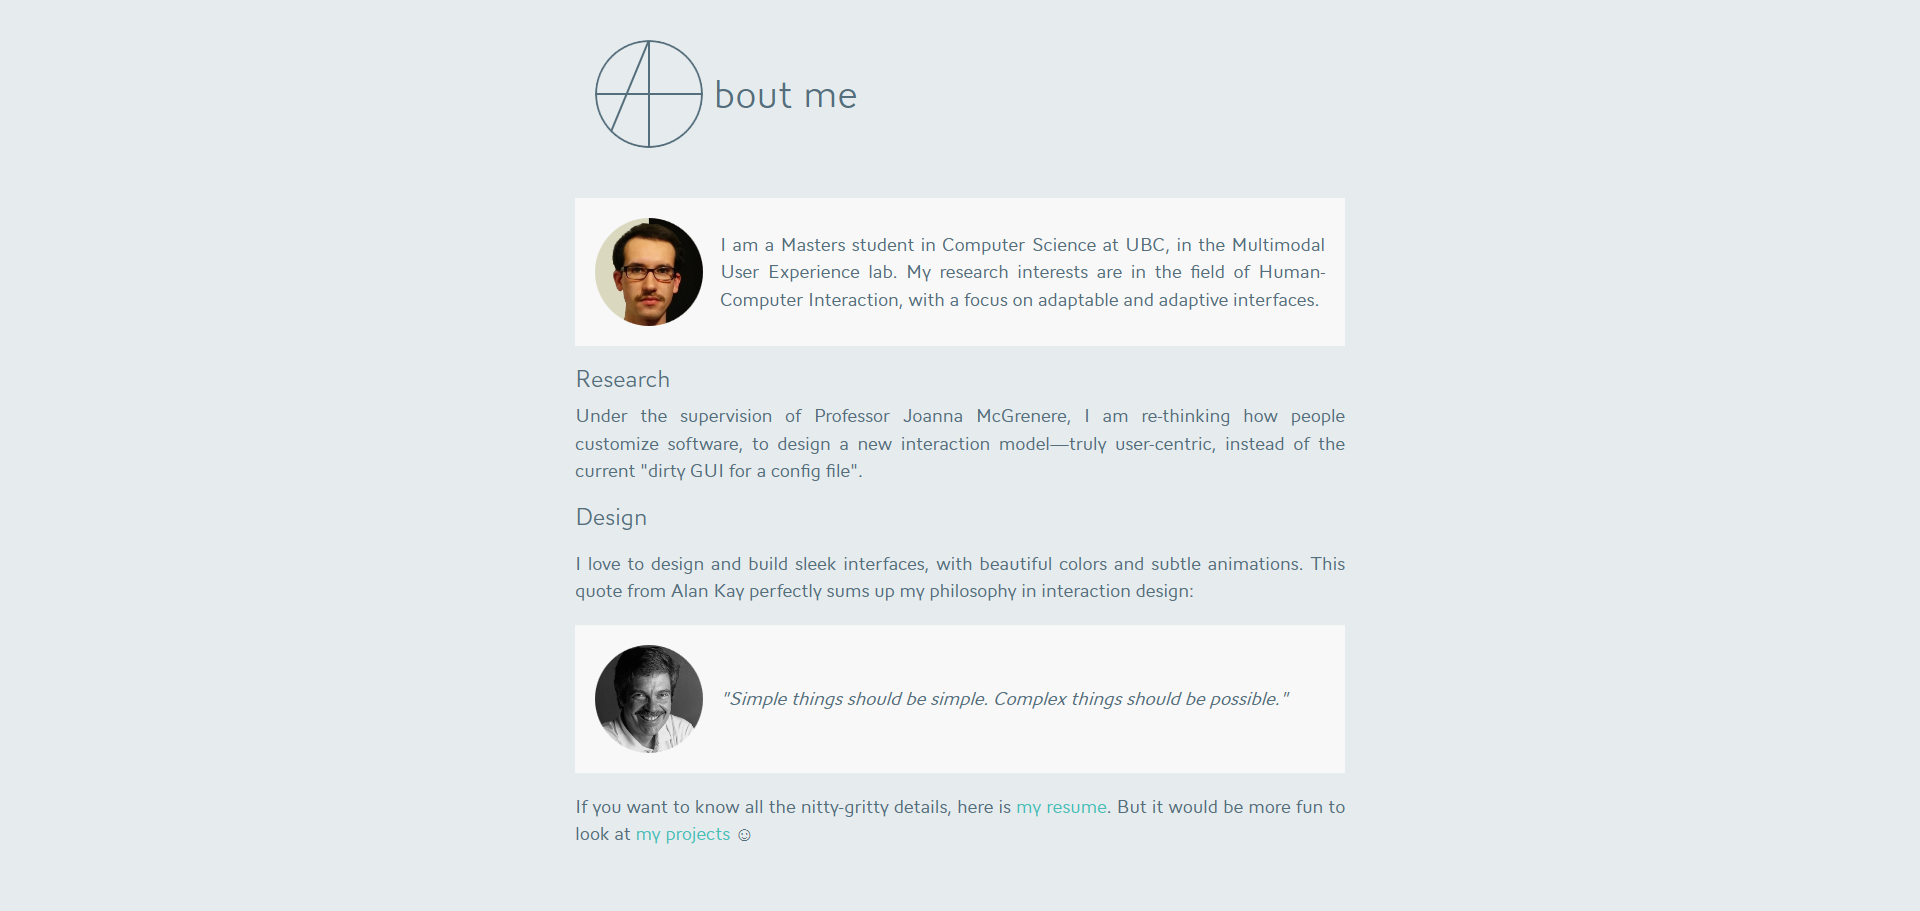 About me
I am a Masters student in Computer Science at UBC, in the Multimodal
User Experience lab. My research interests are in the field of Human-
Computer Interaction, with a focus on adaptable and adaptive interfaces.
Research
Under the supervision of Professor Joanna McGrenere, I am re-thinking how people
customize software, to design a new interaction model—truly user-centric, instead of the
current "dirty GUI for a config file".
Design
I love to design and build sleek interfaces, with beautiful colors and subtle animations. This
quote from Alan Kay perfectly sums up my philosophy in interaction design:
"Simple things should be simple. Complex things should be possible."
If you want to know all the nitty-gritty details, here is my resume. But it would be more fun to
look at my projects ☺